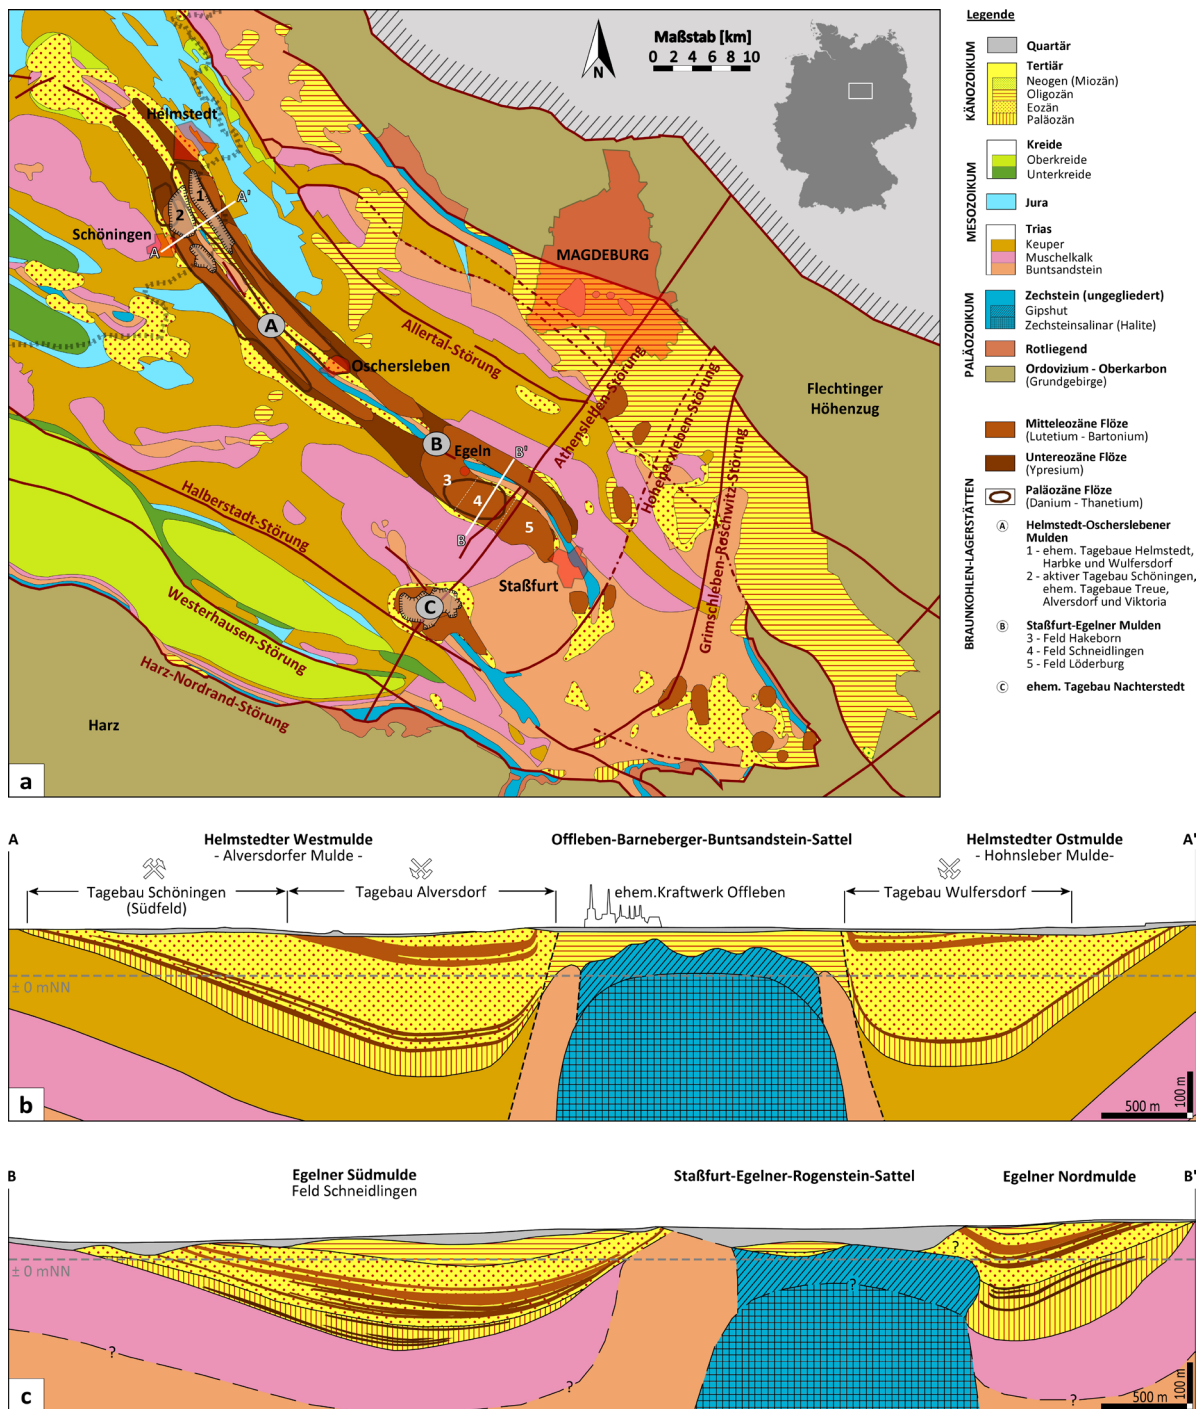 Maßstab [km]
0 2 4 6 8 10
N
Helmstedt
1
A'
2
Schöningen
A
MAGDEBURG
A
Allertal-Störung
Oschersleben
Athensleben-Störung
Hohenerxleben-Störung
Flechtinger
Höhenzug
B
Egeln
B'
3
4
5
B
Halberstadt-Störung
Grimschleben-Roschwitz-Störung
Staßfurt
C
Westerhausen-Störung
Harz-Nordrand-Störung
Harz
a
Legende
KÄNOZOIKUM
Quartär
Tertiär
Neogen (Miozän)
Oligozän
Eozän
Paläozän
MESOZOIKUM
Kreide
Oberkreide
Unterkreide
Jura
Trias
Keuper
Muschelkalk
Buntsandstein
PALÄOZOIKUM
Zechstein (ungegliedert)
Gipshut
Zechsteinsalinar (Halite)
Rotliegend
Ordovizium - Oberkarbon
(Grundgebirge)
BRAUNKOHLEN-LAGERSTÄTTEN
Mitteleozäne Flöze
(Lutetium - Bartonium)
Untereozäne Flöze
(Ypresium)
Paläozäne Flöze
(Danium - Thanetium)
A Helmstedt-Oscherslebener
Mulden
1 - ehem. Tagebaue Helmstedt,
Harbke und Wulfersdorf
2 - aktiver Tagebau Schöningen,
ehem. Tagebaue Treue,
Alversdorf und Viktoria
B Staßfurt-Egelner Mulden
3 - Feld Hakeborn
4 - Feld Schneidlingen
5 - Feld Löderburg
C ehem. Tagebau Nachterstedt
A
Helmstedter Westmulde
- Alversdorfer Mulde -
Offleben-Barneberger-Buntsandstein-Sattel
Helmstedter Ostmulde
- Hohnsleber Mulde-
A'
Tagebau Schöningen
(Südfeld)
Tagebau Alversdorf
ehem.Kraftwerk Offleben
Tagebau Wulfersdorf
± 0 mNN
b
500 m
100 m
B
Egelner Südmulde
Feld Schneidlingen
Staßfurt-Egelner-Rogenstein-Sattel
Egelner Nordmulde
B'
± 0 mNN
?
?
?
?
?
c
500 m
100 m